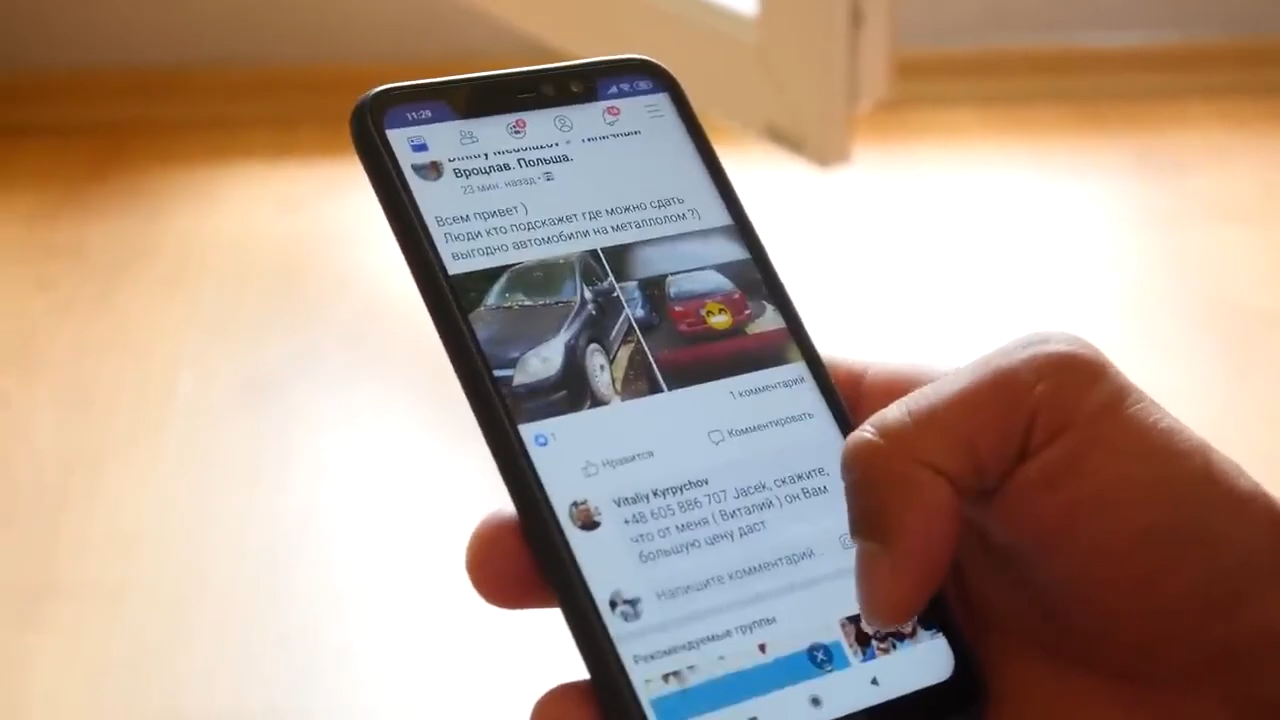 11:29
Вроцлав. Польша.
23 мин. назад
Всем привет )
Люди кто подскажет где можно сдать
выгодно автомобили на металлолом ?)
1 комментарий
1
Нравится
Комментировать
Vitaliy Kyrpychov
+48 605 886 707 Jacek, скажите,
что от меня ( Виталий ) он Вам
большую цену даст
Напишите комментарий...
Рекомендуемые группы